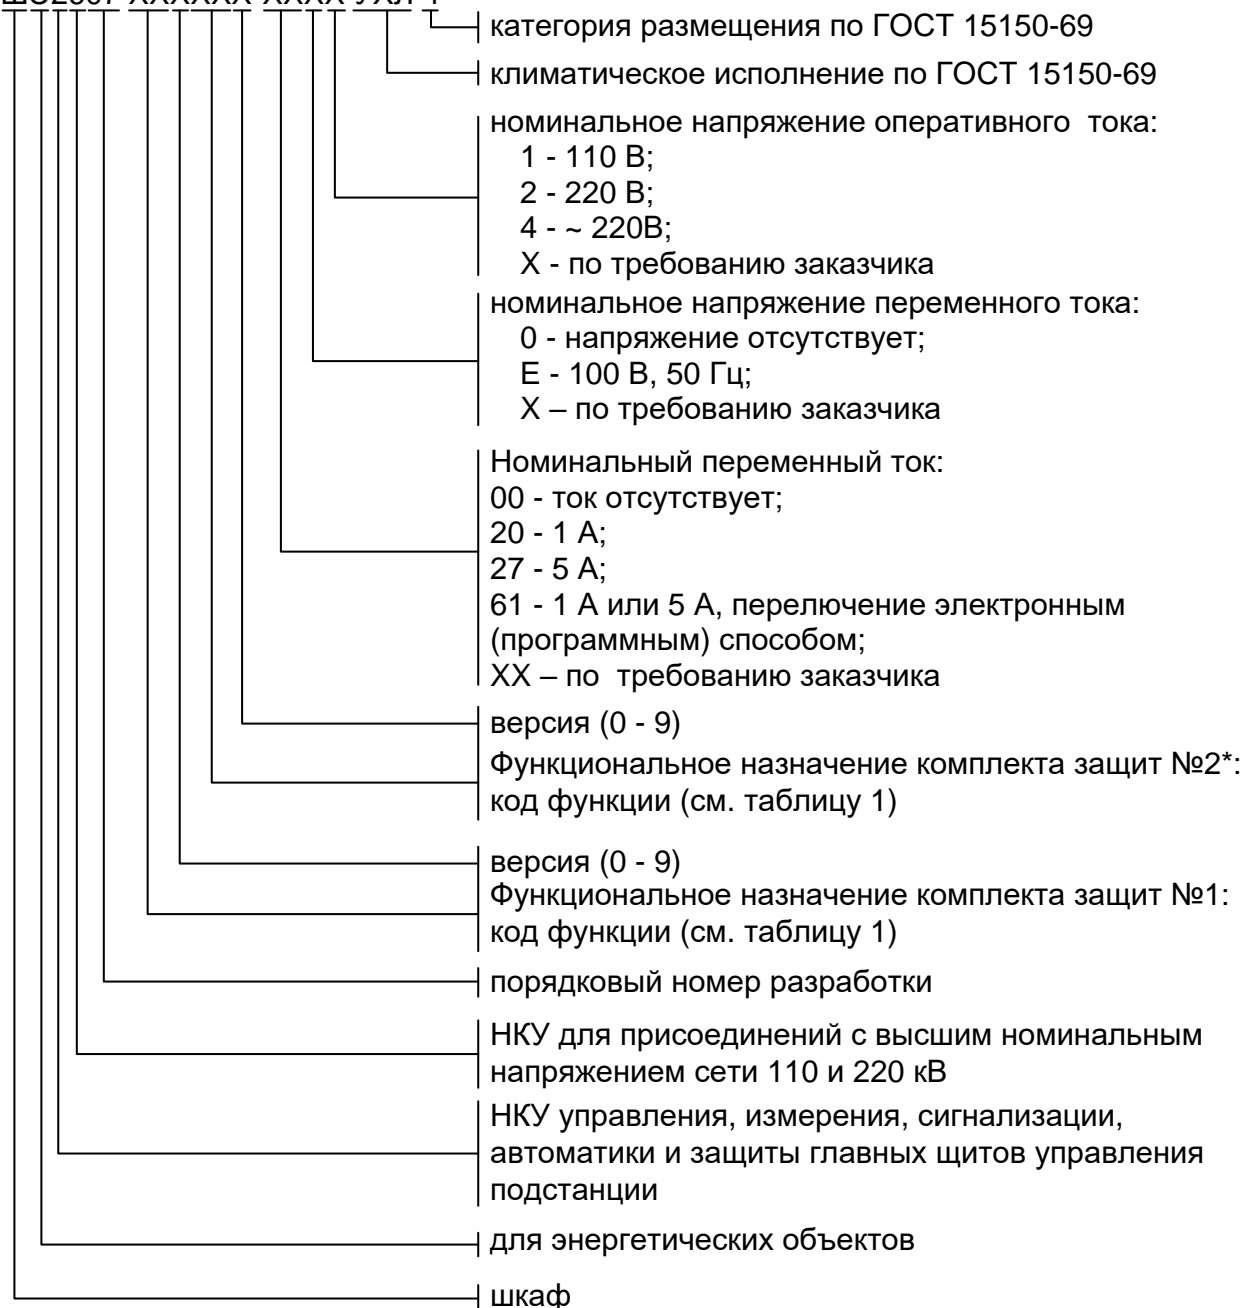 категория размещения по ГОСТ 15150-69
климатическое исполнение по ГОСТ 15150-69
номинальное напряжение оперативного тока:
1 - 110 В;
2 - 220 В;
4 - ~ 220В;
Х - по требованию заказчика
номинальное напряжение переменного тока:
0 - напряжение отсутствует;
Е - 100 В, 50 Гц;
Х – по требованию заказчика
Номинальный переменный ток:
00 - ток отсутствует;
20 - 1 А;
27 - 5 А;
61 - 1 А или 5 А, перелючение электронным
(программным) способом;
ХХ – по требованию заказчика
версия (0 - 9)
Функциональное назначение комплекта защит №2*:
код функции (см. таблицу 1)
версия (0 - 9)
Функциональное назначение комплекта защит №1:
код функции (см. таблицу 1)
порядковый номер разработки
НКУ для присоединений с высшим номинальным
напряжением сети 110 и 220 кВ
НКУ управления, измерения, сигнализации,
автоматики и защиты главных щитов управления
подстанции
для энергетических объектов
шкаф